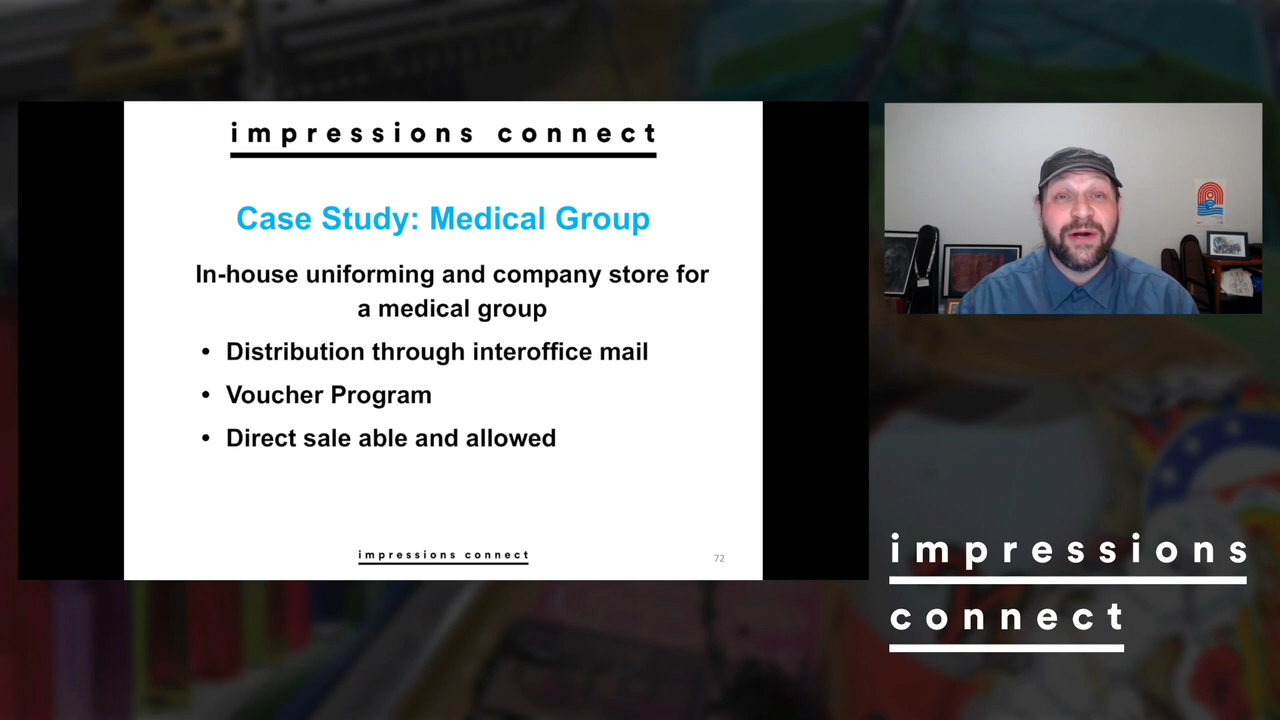 impressions connect
Case Study: Medical Group
In-house uniforming and company store for
a medical group
• Distribution through interoffice mail
• Voucher Program
• Direct sale able and allowed
impressions connect
72
impressions
connect